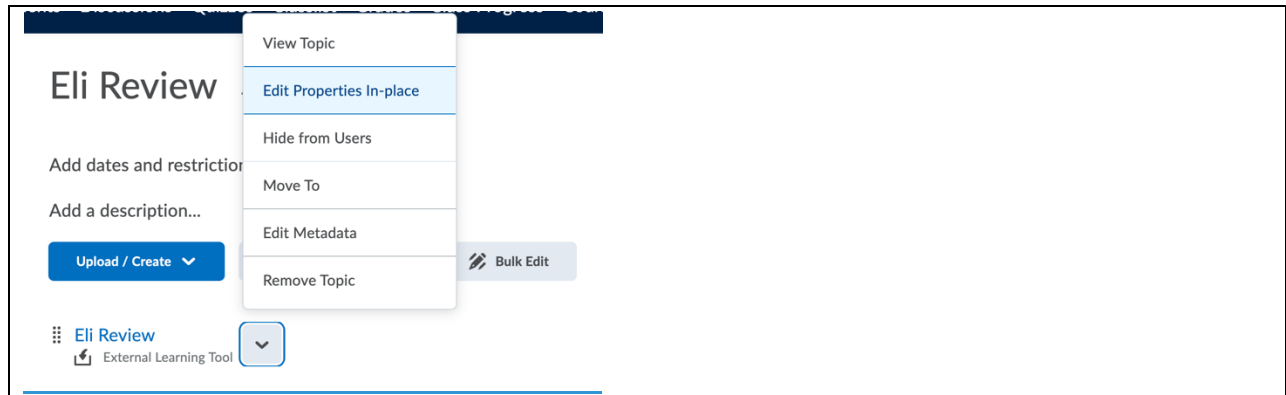 View Topic
Eli Review
Edit Properties In-place
Hide from Users
Add dates and
Move To
Add a description...
Edit Metadata
Upload / Create
Bulk Edit
Remove Topic
Eli Review
External Learning Tool